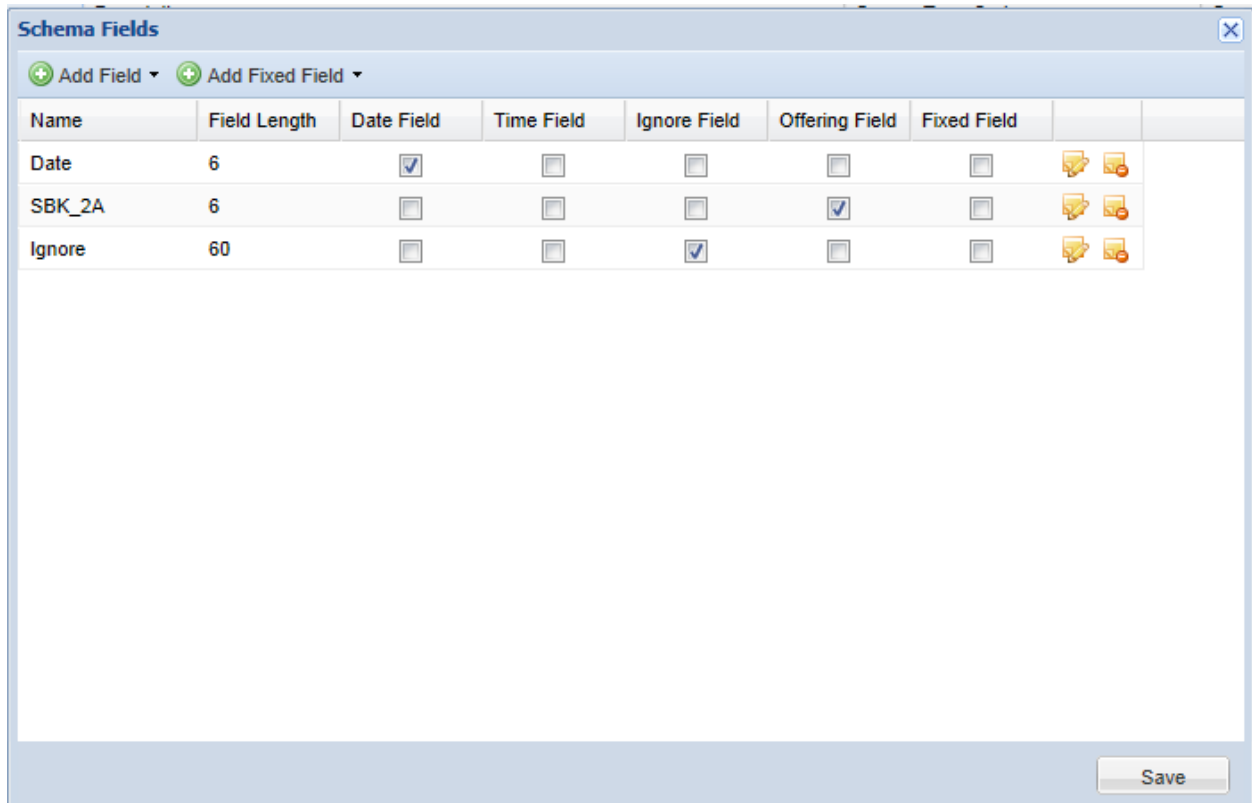 Schema Fields
Add Field Add Fixed Field
Name Field Length Date Field Time Field Ignore Field Offering Field Fixed Field
Date 6
SBK_2A 6
Ignore 60
Save